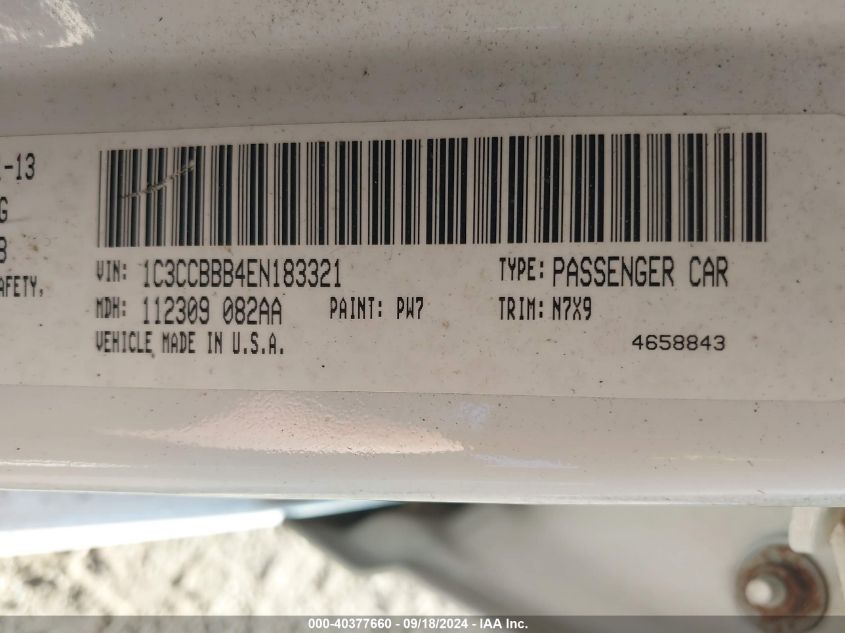 1-13
G
B
AFETY,
VIN: 1C3CCBBB4EN183321 TYPE: PASSENGER CAR
MDH: 112309 082AA PAINT: PW7 TRIM: N7X9
VEHICLE MADE IN U.S.A. 4658843
000-40377660 - 09/18/2024 - IAA Inc.